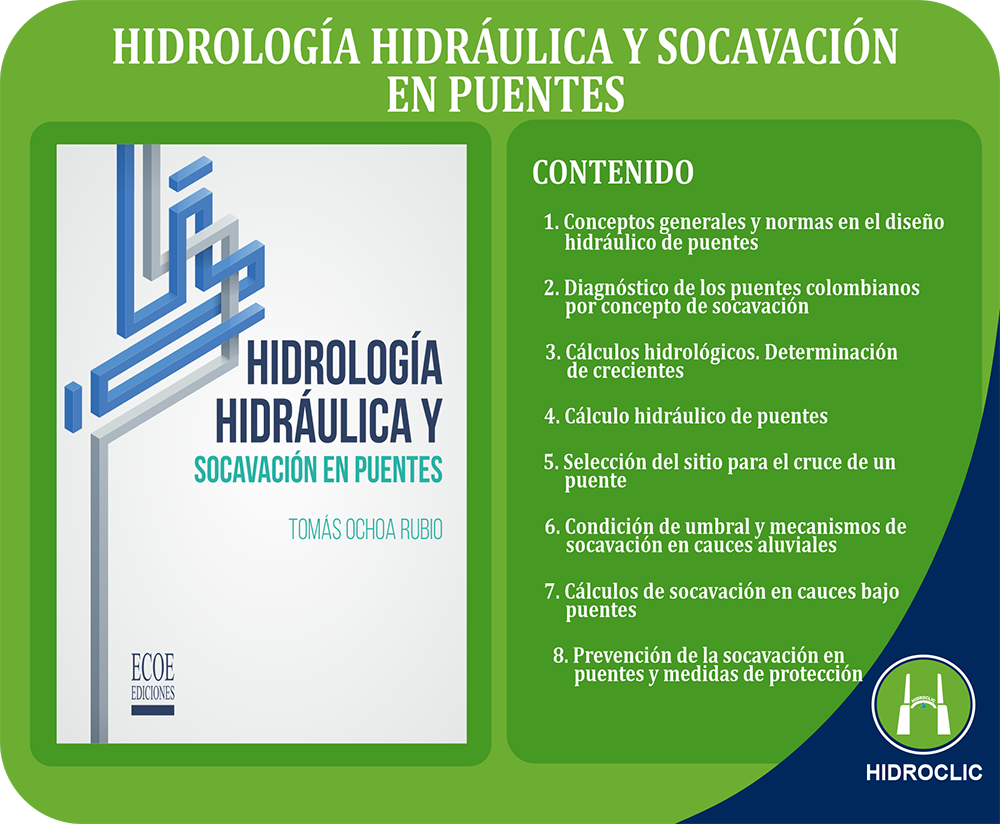 HIDROLOGÍA HIDRÁULICA Y SOCAVACIÓN
EN PUENTES
HIDROLOGÍA
HIDRÁULICA Y
SOCAVACIÓN EN PUENTES
TOMÁS OCHOA RUBIO
ECOE
EDICIONES
CONTENIDO
1. Conceptos generales y normas en el diseño
hidráulico de puentes
2. Diagnóstico de los puentes colombianos
por concepto de socavación
3. Cálculos hidrológicos. Determinación
de crecientes
4. Cálculo hidráulico de puentes
5. Selección del sitio para el cruce de un
puente
6. Condición de umbral y mecanismos de
socavación en cauces aluviales
7. Cálculos de socavación en cauces bajo
puentes
8. Prevención de la socavación en
puentes y medidas de protección
HIDROCLIC
HIDROCLIC